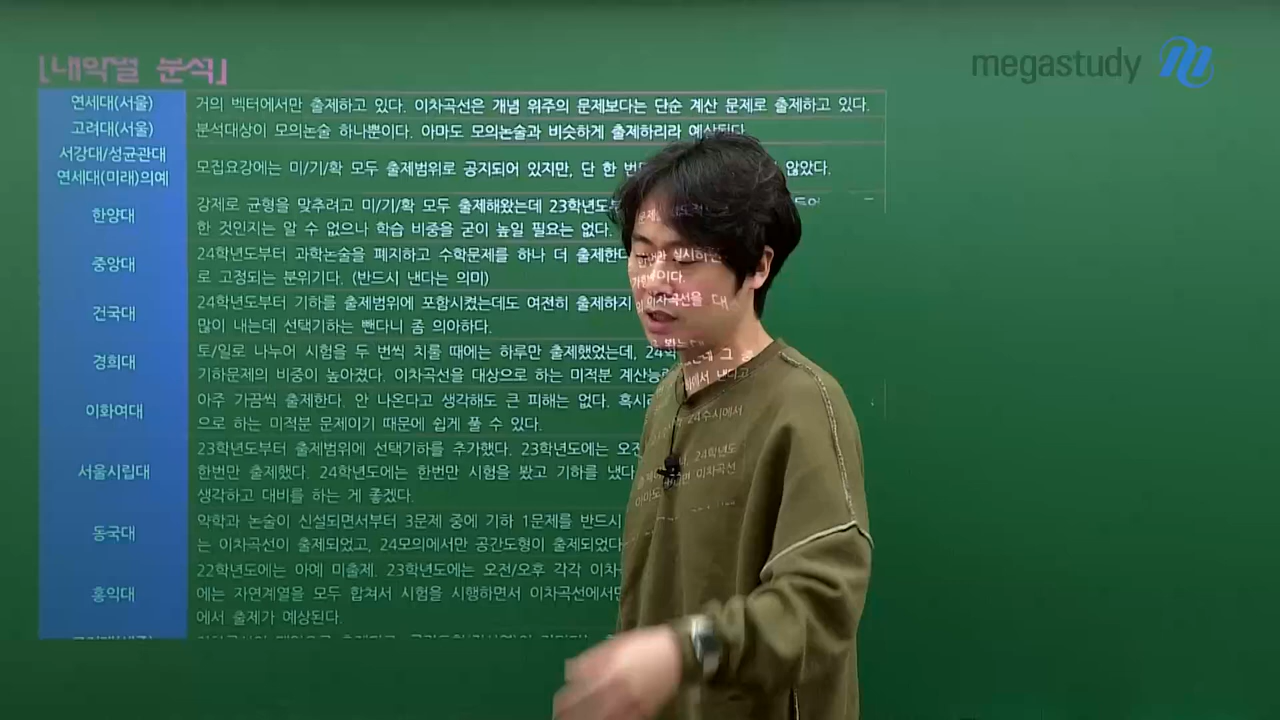 [대학별 분석]
megastudy
연세대(서울)
거의 벡터에서만 출제하고 있다. 이차곡선은 개념 위주의 문제보다는 단순 계산 문제로 출제하고 있다.
고려대(서울)
분석대상이 모의논술 하나뿐이다. 아마도 모의논술과 비슷하게 출제하리라 예상된다.
서강대/성균관대
연세대(미래)의예
모집요강에는 미/기/확 모두 출제범위로 공지되어 있지만, 단 한 번 않았다.
한양대
강제로 균형을 맞추려고 미/기/확 모두 출제해왔는데 23학년도
한 것인지는 알 수 없으나 학습 비중을 굳이 높일 필요는 없다.
중앙대
24학년도부터 과학논술을 폐지하고 수학문제를 하나 더 출제한다
로 고정되는 분위기다. (반드시 낸다는 의미)
건국대
24학년도부터 기하를 출제범위에 포함시켰는데도 여전히 출제하지
많이 내는데 선택기하는 뺀다니 좀 의아하다.
경희대
토/일로 나누어 시험을 두 번씩 치룰 때에는 하루만 출제했었는데, 24학
기하문제의 비중이 높아졌다. 이차곡선을 대상으로 하는 미적분 계산능력
이화여대
아주 가끔씩 출제한다. 안 나온다고 생각해도 큰 피해는 없다. 혹시라
으로 하는 미적분 문제이기 때문에 쉽게 풀 수 있다.
서울시립대
23학년도부터 출제범위에 선택기하를 추가했다. 23학년도에는 오전
한번만 출제했다. 24학년도에는 한번만 시험을 봤고 기하를 냈다
생각하고 대비를 하는 게 좋겠다.
동국대
약학과 논술이 신설되면서부터 3문제 중에 기하 1문제를 반드시
는 이차곡선이 출제되었고, 24모의에서만 공간도형이 출제되었다
홍익대
22학년도에는 아예 미출제. 23학년도에는 오전/오후 각각 이차
에는 자연계열을 모두 합쳐서 시험을 시행하면서 이차곡선에서만
에서 출제가 예상된다.